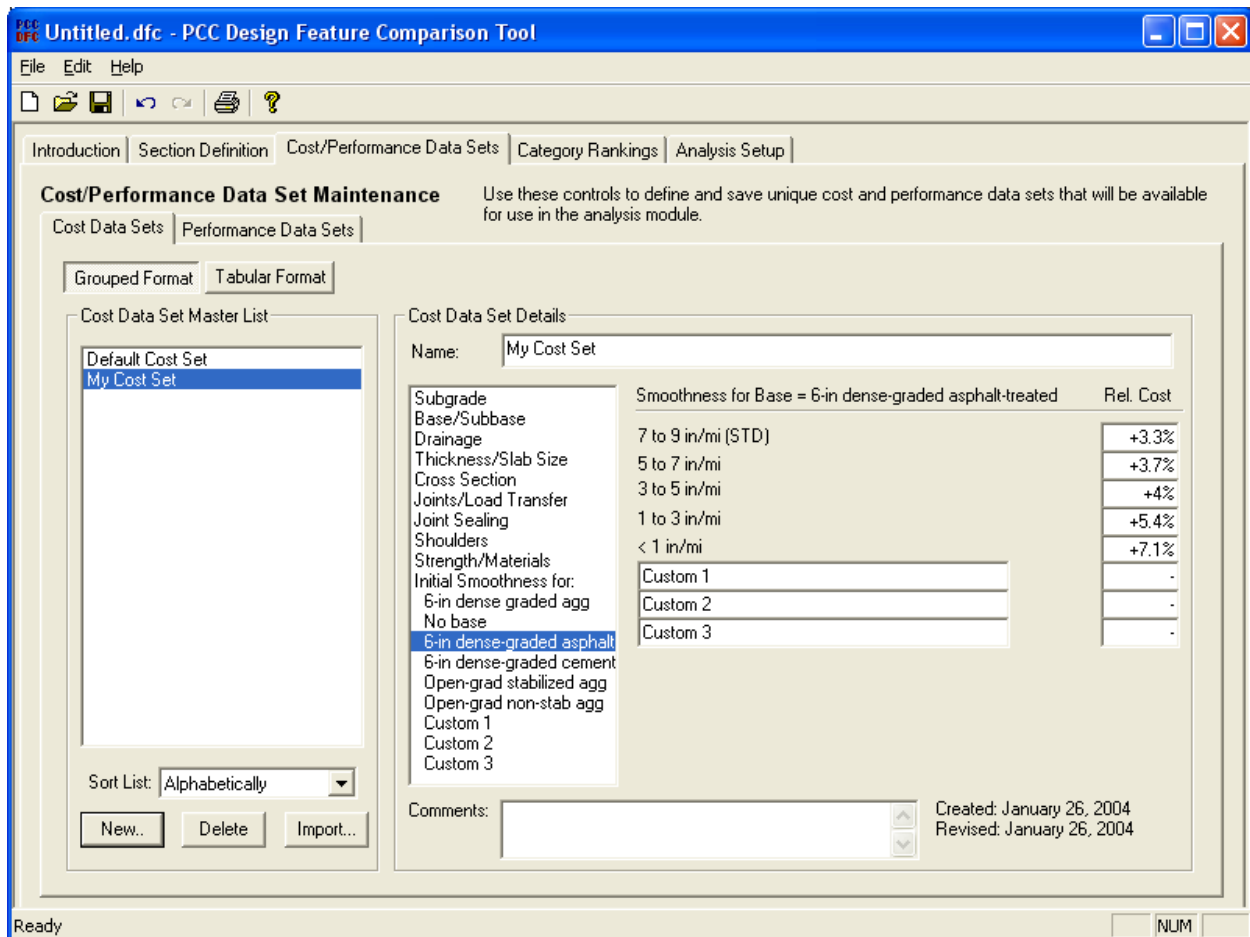 PCC DFC Untitled.dfc - PCC Design Feature Comparison Tool
File Edit Help
Introduction Section Definition Cost/Performance Data Sets Category Rankings Analysis Setup
Cost/Performance Data Set Maintenance
Use these controls to define and save unique cost and performance data sets that will be available
for use in the analysis module.
Cost Data Sets Performance Data Sets
Grouped Format Tabular Format
Cost Data Set Master List
Default Cost Set
My Cost Set
Sort List: Alphabetically
New.. Delete Import...
Cost Data Set Details
Name: My Cost Set
Subgrade
Base/Subbase
Drainage
Thickness/Slab Size
Cross Section
Joints/Load Transfer
Joint Sealing
Shoulders
Strength/Materials
Initial Smoothness for:
6-in dense graded agg
No base
6-in dense-graded asphalt
6-in dense-graded cement
Open-grad stabilized agg
Open-grad non-stab agg
Custom 1
Custom 2
Custom 3
Smoothness for Base = 6-in dense-graded asphalt-treated Rel. Cost
7 to 9 in/mi (STD) +3.3%
5 to 7 in/mi +3.7%
3 to 5 in/mi +4%
1 to 3 in/mi +5.4%
< 1 in/mi +7.1%
Custom 1 -
Custom 2 -
Custom 3 -
Comments:
Created: January 26, 2004
Revised: January 26, 2004
Ready NUM